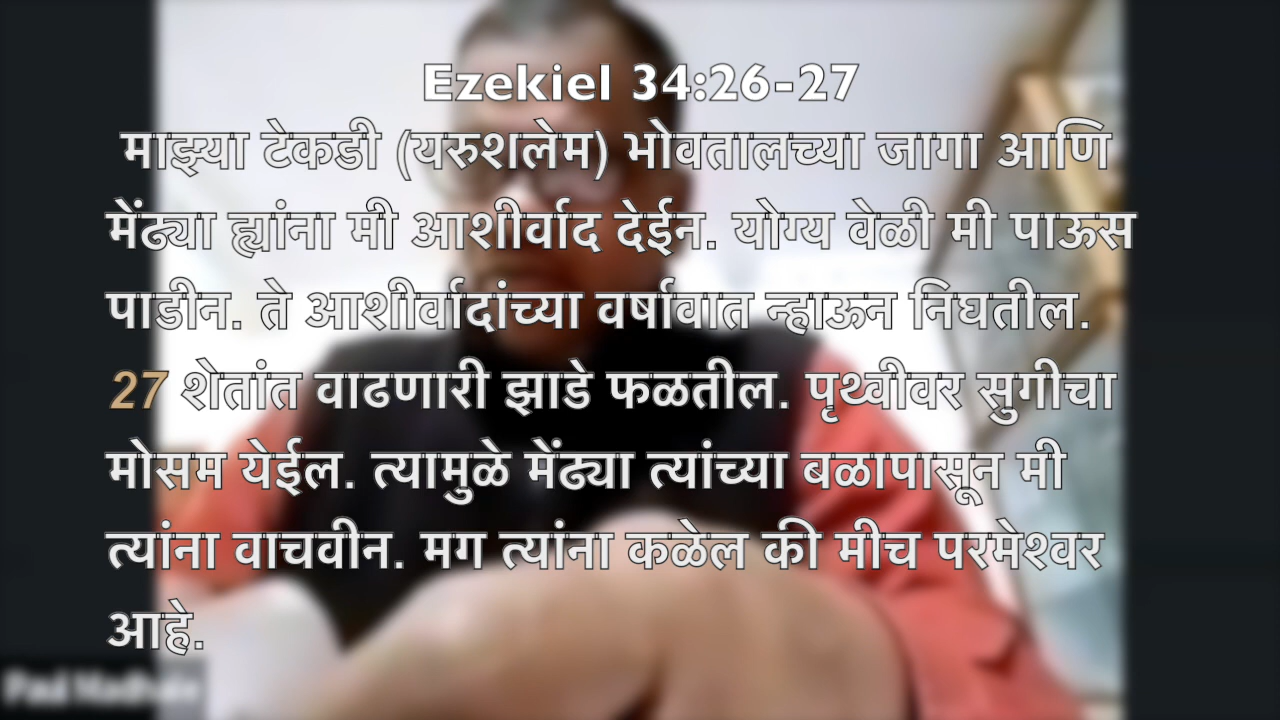 Ezekiel 34:26-27
माझ्या टेकडी (यरुशलेम) भोवतालच्या जागा आणि
मेंढ्या ह्यांना मी आशीर्वाद देईन. योग्य वेळी मी पाऊस
पाडीन. ते आशीर्वादांच्या वर्षावात न्हाऊन निघतील.
27 शेतांत वाढणारी झाडे फळतील. पृथ्वीवर सुगीचा
मोसम येईल. त्यामुळे मेंढ्या त्यांच्या बळापासून मी
त्यांना वाचवीन. मग त्यांना कळेल की मीच परमेश्वर
आहे.